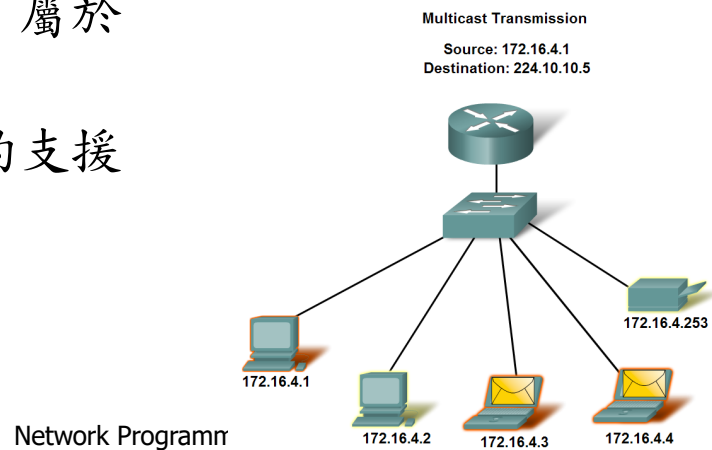 屬於
的支援
Multicast Transmission
Source: 172.16.4.1
Destination: 224.10.10.5
172.16.4.253
172.16.4.1
172.16.4.2
172.16.4.3
172.16.4.4
Network Programm